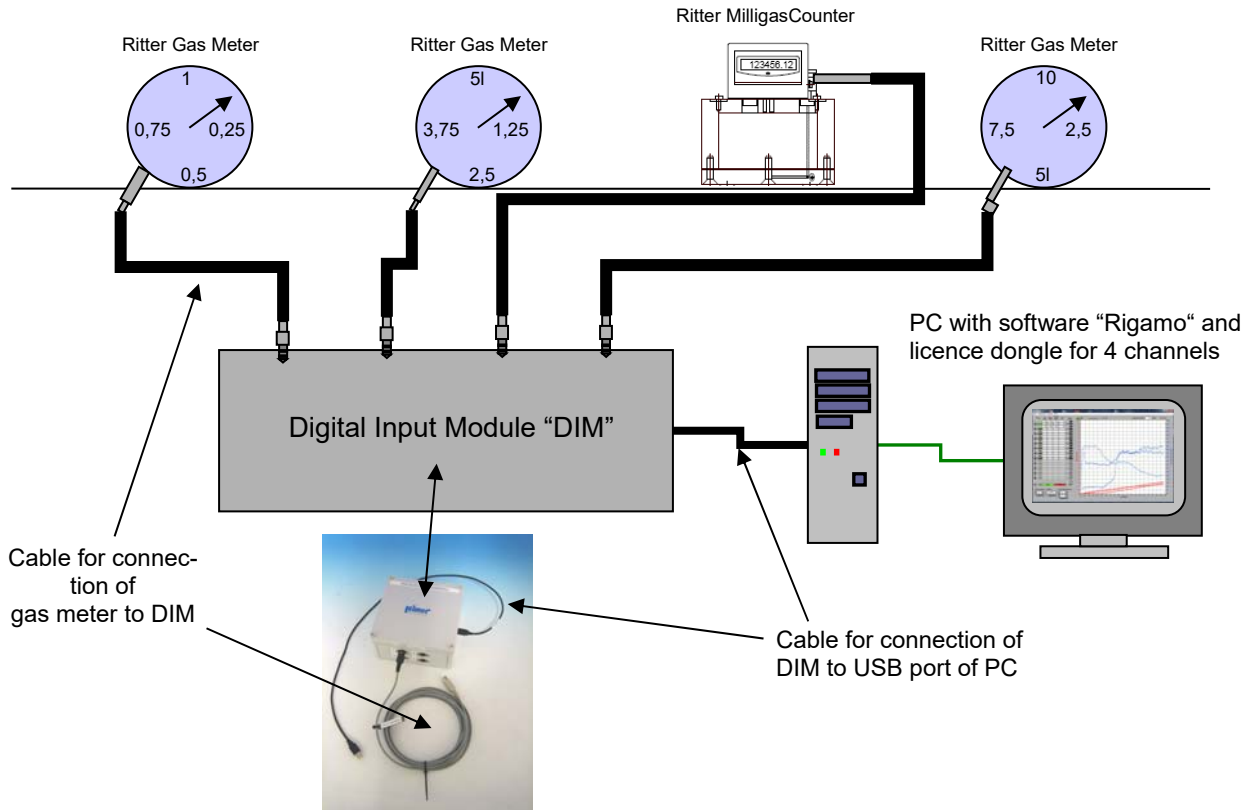 Ritter MilligasCounter
Ritter Gas Meter
Ritter Gas Meter
Ritter Gas Meter
123456.12
1
0,75
0,25
0,5
5l
3,75
1,25
2,5
10
7,5
2,5
5l
PC with software “Rigamo“ and
licence dongle for 4 channels
Digital Input Module “DIM”
Cable for connec-
tion of
gas meter to DIM
Cable for connection of
DIM to USB port of PC